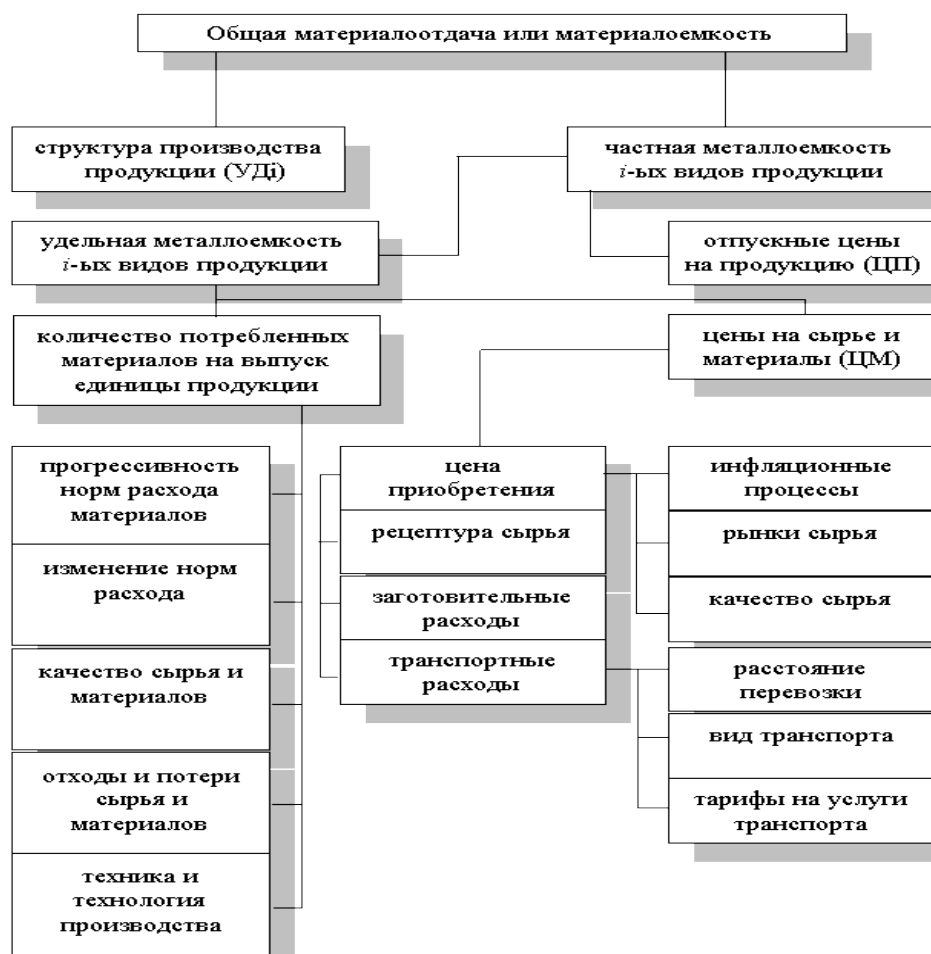 Общая материалоотдача или материалоемкость
структура производства
продукции (УДi)
частная металлоемкость
i-ых видов продукции
удельная металлоемкость
i-ых видов продукции
отпускные цены
на продукцию (ЦП)
количество потребленных
материалов на выпуск
единицы продукции
цены на сырье и
материалы (ЦМ)
прогрессивность
норм расхода
материалов
изменение норм
расхода
качество сырья и
материалов
отходы и потери
сырья и
материалов
техника и
технология
производства
цена
приобретения
рецептура сырья
заготовительные
расходы
транспортные
расходы
инфляционные
процессы
рынки сырья
качество сырья
расстояние
перевозки
вид транспорта
тарифы на услуги
транспорта